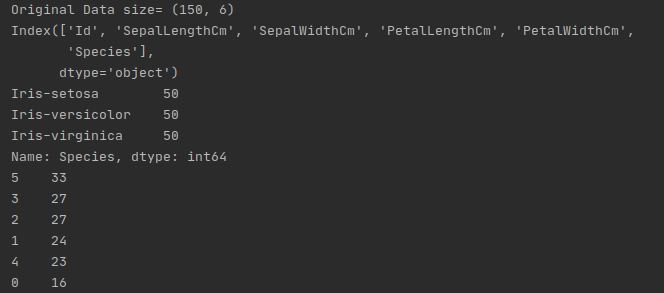 Original Data size= (150, 6)
Index(['Id', 'SepalLengthCm', 'SepalWidthCm', 'PetalLengthCm', 'PetalWidthCm',
       'Species'],
      dtype='object')
Iris-setosa        50
Iris-versicolor    50
Iris-virginica     50
Name: Species, dtype: int64
5    33
3    27
2    27
1    24
4    23
0    16